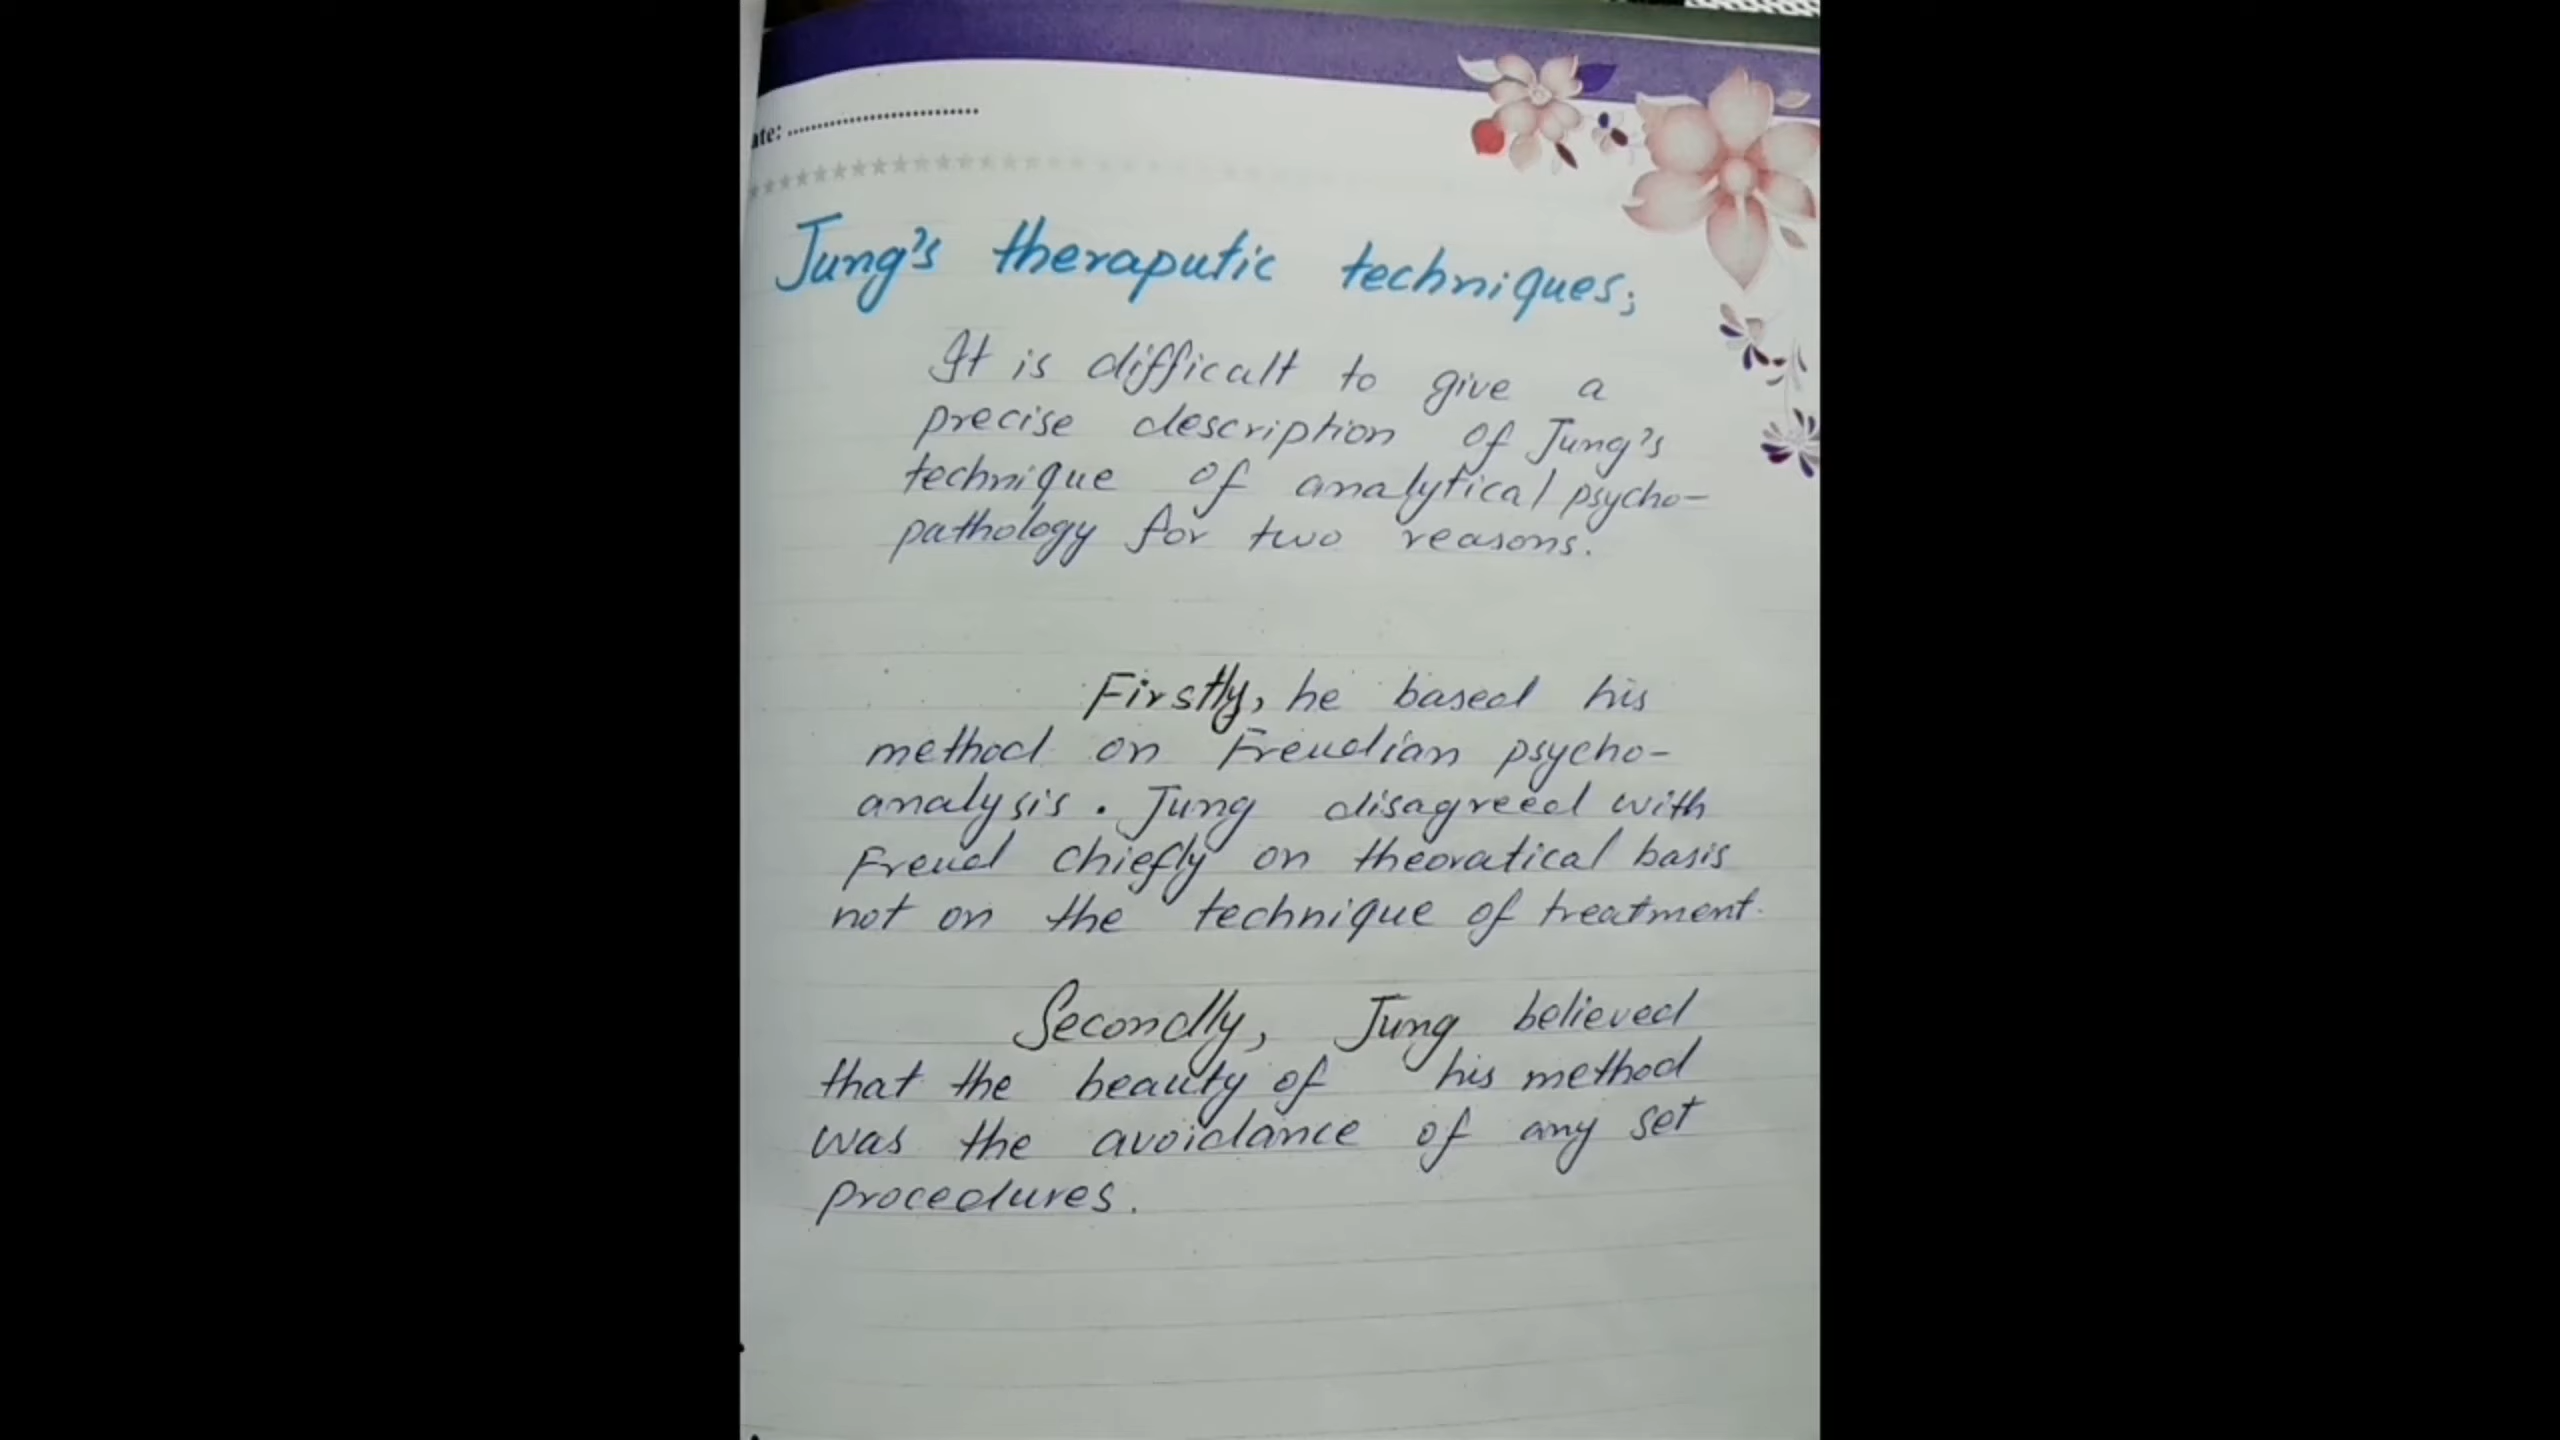 ate: ..............................
Jung's theraputic techniques;
It is difficult to give a
precise description of Jung's
technique of analytical psycho-
pathology for two reasons.
Firstly, he based his
method on Freudian psycho-
analysis. Jung disagreed with
Freud chiefly on theoratical basis
not on the technique of treatment.
Secondly, Jung believed
that the beauty of his method
was the avoidance of any set
procedures.